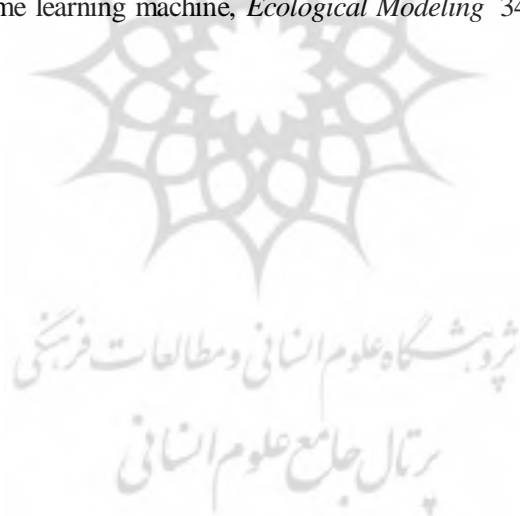 me learning machine, Ecological Modeling 34
پژوهشگاه علوم انسانی و مطالعات فرهنگی
پرتال جامع علوم انسانی